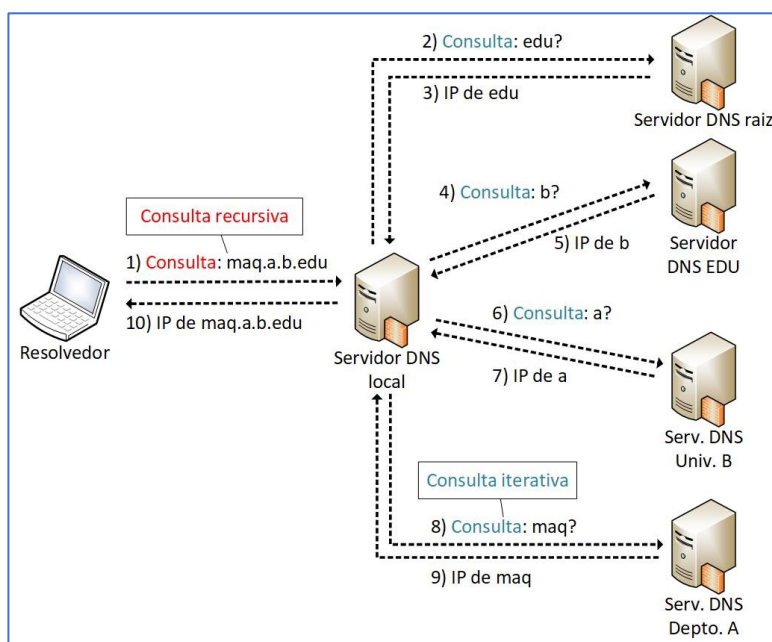 2) Consulta: edu?
3) IP de edu
Servidor DNS raiz
4) Consulta: b?
5) IP de b
Servidor
DNS EDU
Consulta recursiva
1) Consulta: maq.a.b.edu
10) IP de maq.a.b.edu
Resolvedor
Servidor DNS
local
6) Consulta: a?
7) IP de a
Serv. DNS
Univ. B
Consulta iterativa
8) Consulta: maq?
9) IP de maq
Serv. DNS
Depto. A